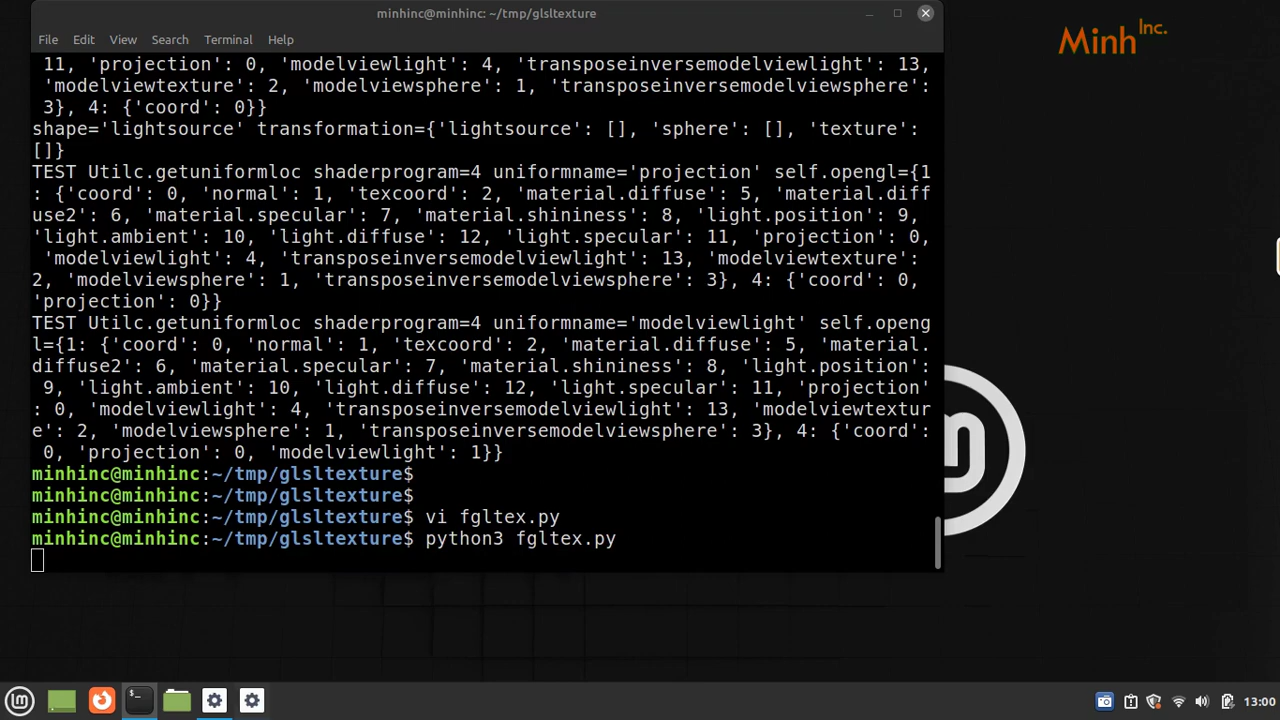 minhinc@minhinc: ~/tmp/glsltexture
Minh Inc.
File Edit View Search Terminal Help
11, 'projection': 0, 'modelviewlight': 4, 'transposeinversemodelviewlight': 13,
'modelviewtexture': 2, 'modelviewsphere': 1, 'transposeinversemodelviewsphere':
3}, 4: {'coord': 0}}
shape='lightsource' transformation={'lightsource': [], 'sphere': [], 'texture':
[]}
TEST Utilc.getuniformloc shaderprogram=4 uniformname='projection' self.opengl={1
: {'coord': 0, 'normal': 1, 'texcoord': 2, 'material.diffuse': 5, 'material.diff
use2': 6, 'material.specular': 7, 'material.shininess': 8, 'light.position': 9,
'light.ambient': 10, 'light.diffuse': 12, 'light.specular': 11, 'projection': 0,
'modelviewlight': 4, 'transposeinversemodelviewlight': 13, 'modelviewtexture':
2, 'modelviewsphere': 1, 'transposeinversemodelviewsphere': 3}, 4: {'coord': 0,
'projection': 0}}
TEST Utilc.getuniformloc shaderprogram=4 uniformname='modelviewlight' self.openg
l={1: {'coord': 0, 'normal': 1, 'texcoord': 2, 'material.diffuse': 5, 'material.
diffuse2': 6, 'material.specular': 7, 'material.shininess': 8, 'light.position':
9, 'light.ambient': 10, 'light.diffuse': 12, 'light.specular': 11, 'projection'
: 0, 'modelviewlight': 4, 'transposeinversemodelviewlight': 13, 'modelviewtextur
e': 2, 'modelviewsphere': 1, 'transposeinversemodelviewsphere': 3}, 4: {'coord':
0, 'projection': 0, 'modelviewlight': 1}}
minhinc@minhinc:~/tmp/glsltexture$
minhinc@minhinc:~/tmp/glsltexture$
minhinc@minhinc:~/tmp/glsltexture$ vi fgltex.py
minhinc@minhinc:~/tmp/glsltexture$ python3 fgltex.py
13:00